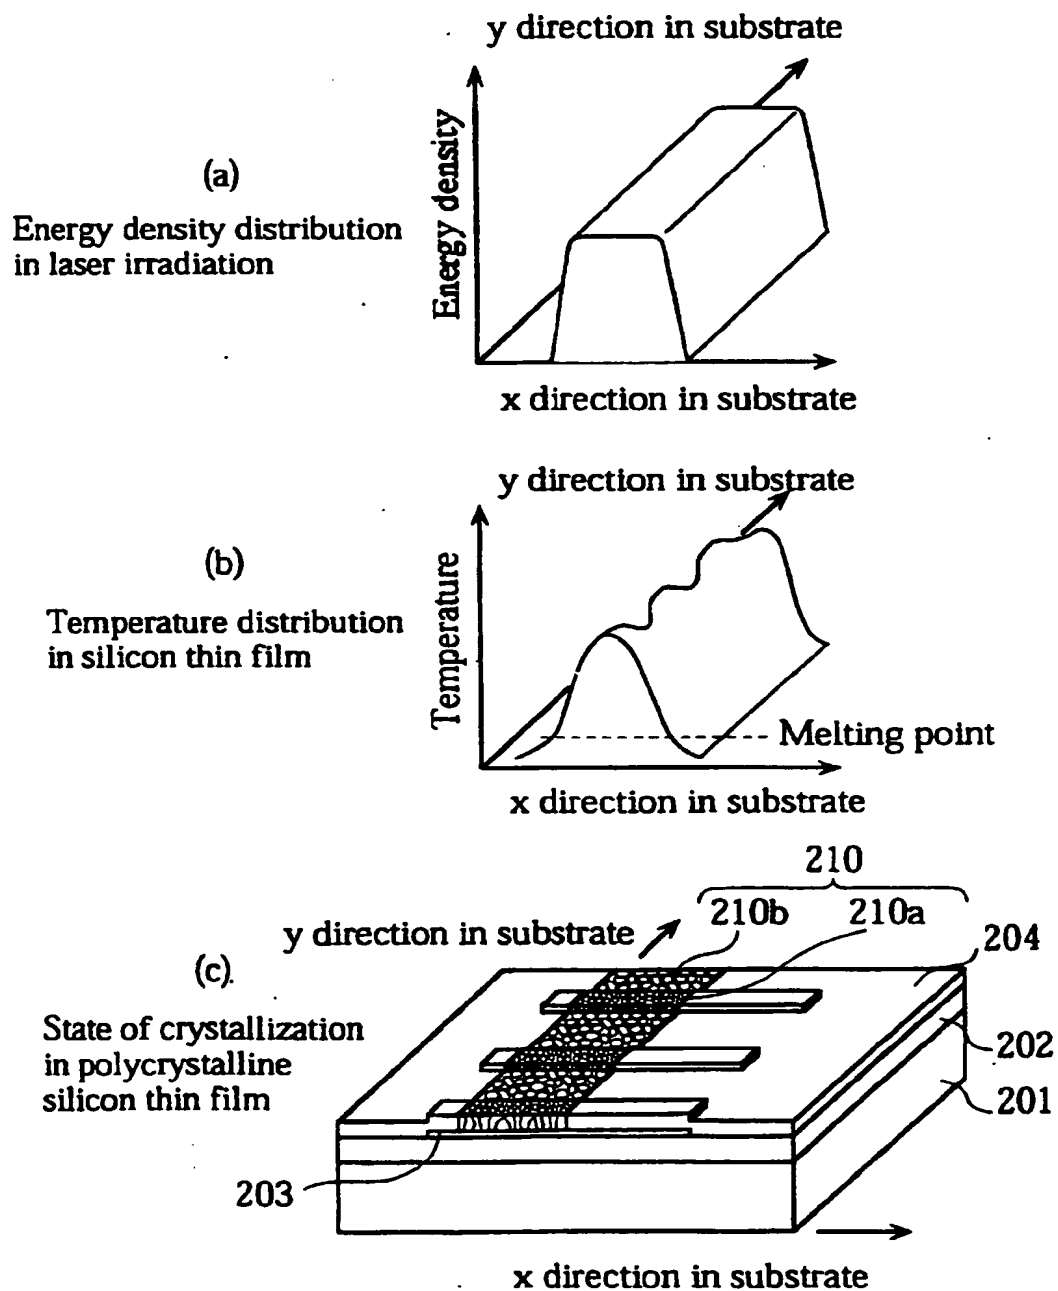 y direction in substrate
(a)
Energy density distribution
in laser irradiation
Energy density
x direction in substrate
y direction in substrate
(b)
Temperature distribution
in silicon thin film
Temperature
Melting point
x direction in substrate
210
210b
210a
y direction in substrate
204
(c)
State of crystallization
in polycrystalline
silicon thin film
202
201
203
x direction in substrate